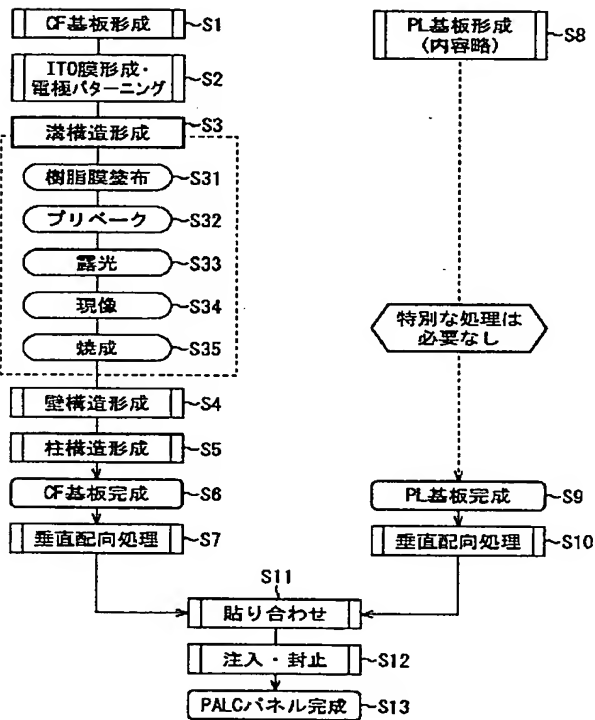 CF基板形成 ~S1
ITO膜形成・
電極パターニング ~S2
溝構造形成 ~S3
樹脂膜塗布 ~S31
プリベーク ~S32
露光 ~S33
現像 ~S34
焼成 ~S35
壁構造形成 ~S4
柱構造形成 ~S5
CF基板完成 ~S6
垂直配向処理 ~S7
PL基板形成
(内容略) ~S8
特別な処理は
必要なし
PL基板完成 ~S9
垂直配向処理 ~S10
S11
貼り合わせ
注入・封止 ~S12
PALCパネル完成 ~S13